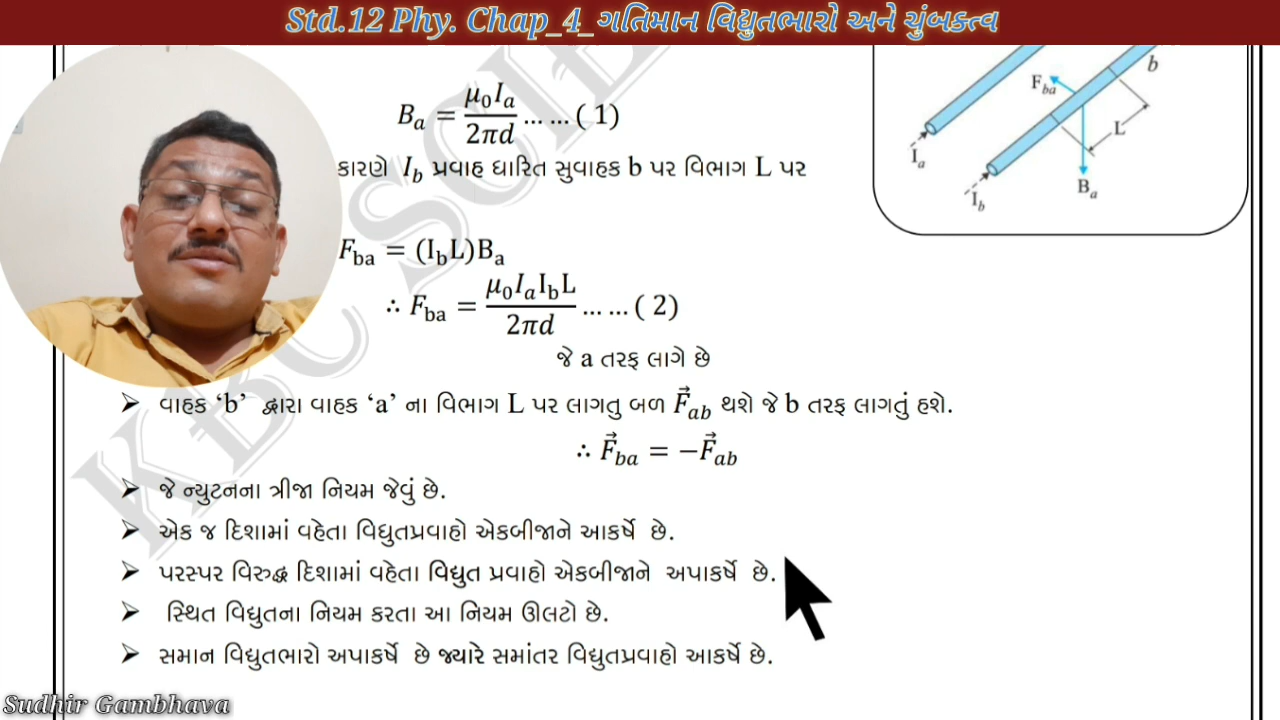 Std.12 Phy. Chap_4_ગતિમાન વિદ્યુતભારો અને ચુંબકત્વ
b
F_ba
L
I_a
B_a
I_b
B_a = μ₀I_a / 2πd ... ... ( 1)
કારણે I_b પ્રવાહ ધારિત સુવાહક b પર વિભાગ L પર
F_ba = (I_bL)B_a
∴ F_ba = μ₀I_aI_bL / 2πd ... ... ( 2)
જે a તરફ લાગે છે
➤ વાહક ‘b’ દ્વારા વાહક ‘a’ ના વિભાગ L પર લાગતુ બળ F⃗_ab થશે જે b તરફ લાગતું હશે.
∴ F⃗_ba = −F⃗_ab
➤ જે ન્યુટનના ત્રીજા નિયમ જેવું છે.
➤ એક જ દિશામાં વહેતા વિદ્યુતપ્રવાહો એકબીજાને આકર્ષે છે.
➤ પરસ્પર વિરુદ્ધ દિશામાં વહેતા વિદ્યુત પ્રવાહો એકબીજાને અપાકર્ષે છે.
➤ સ્થિત વિદ્યુતના નિયમ કરતા આ નિયમ ઊલટો છે.
➤ સમાન વિદ્યુતભારો અપાકર્ષે છે જ્યારે સમાંતર વિદ્યુતપ્રવાહો આકર્ષે છે.
Sudhir Gambhava